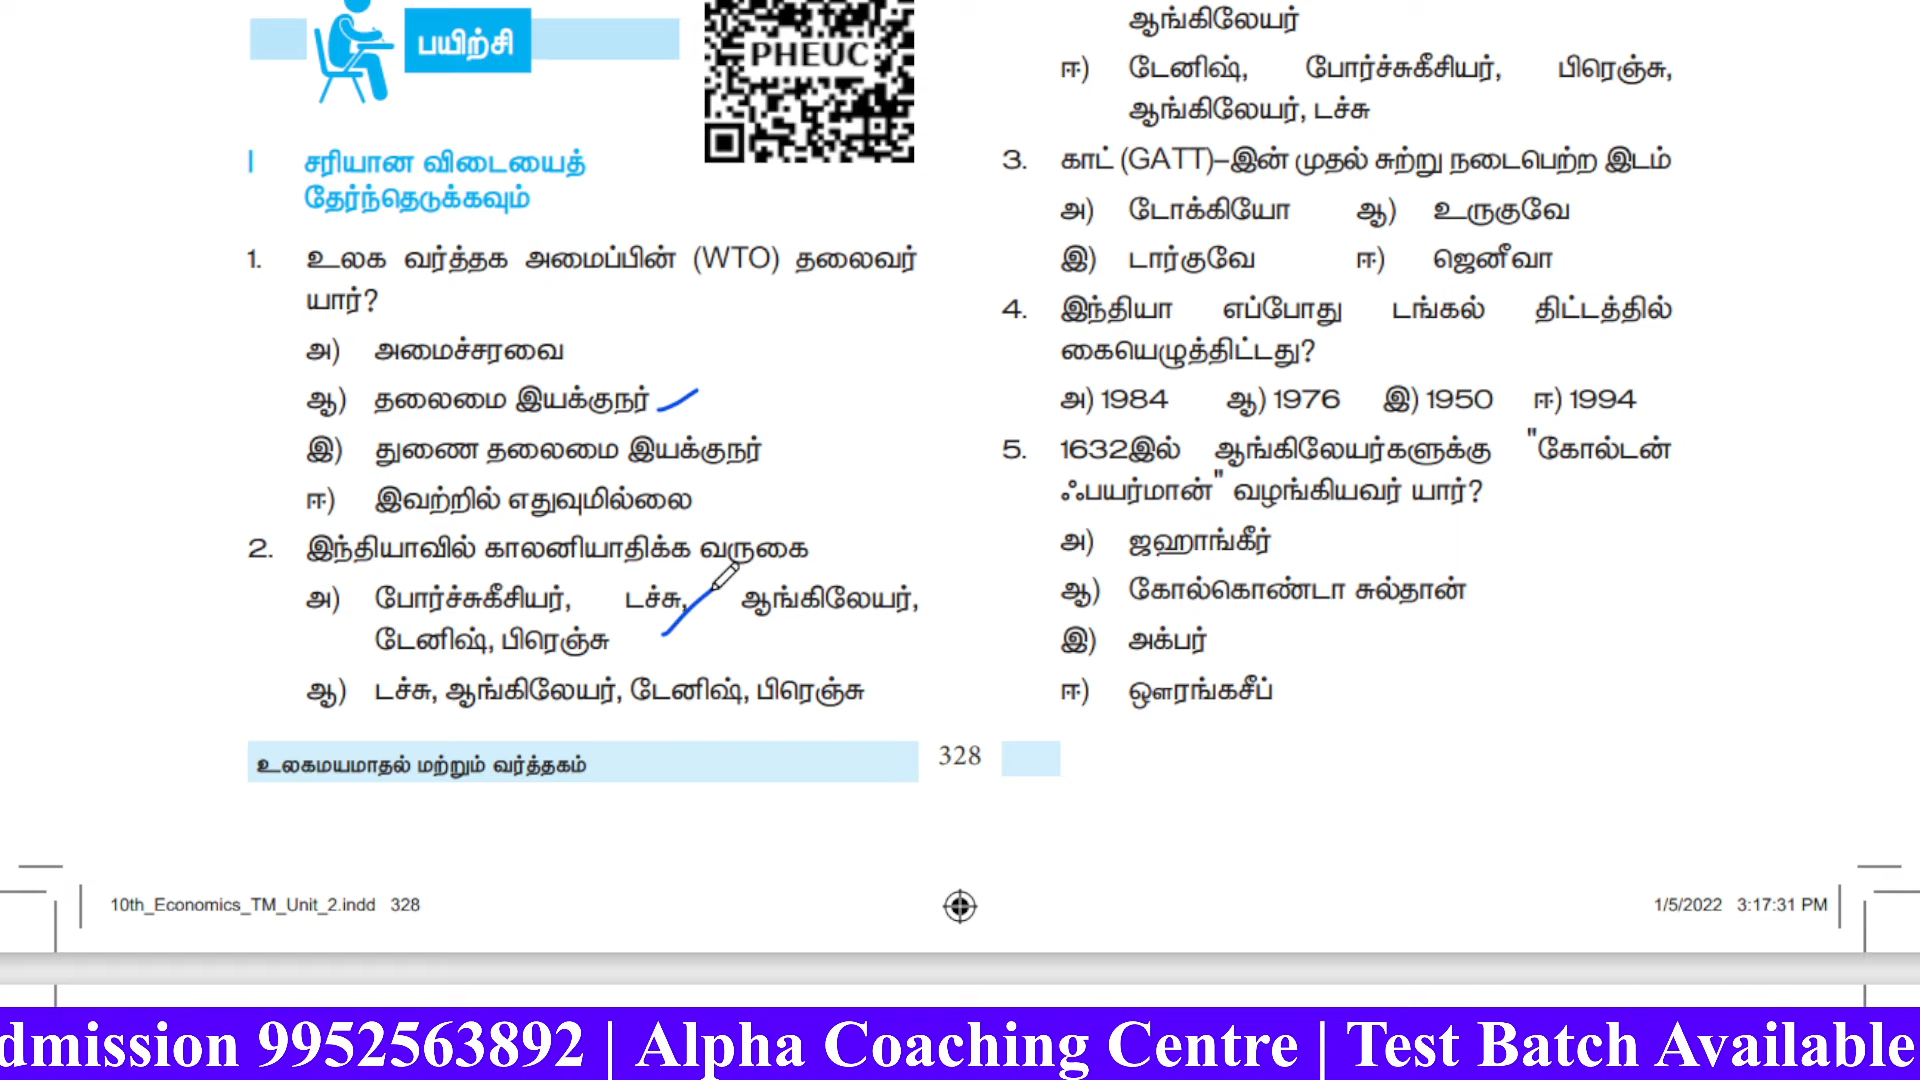 பயிற்சி
PHEUC
I சரியான விடையைத்
தேர்ந்தெடுக்கவும்
1. உலக வர்த்தக அமைப்பின் (WTO) தலைவர்
யார்?
அ) அமைச்சரவை
ஆ) தலைமை இயக்குநர்
இ) துணை தலைமை இயக்குநர்
ஈ) இவற்றில் எதுவுமில்லை
2. இந்தியாவில் காலனியாதிக்க வருகை
அ) போர்ச்சுகீசியர், டச்சு, ஆங்கிலேயர்,
டேனிஷ், பிரெஞ்சு
ஆ) டச்சு, ஆங்கிலேயர், டேனிஷ், பிரெஞ்சு
ஆங்கிலேயர்
ஈ) டேனிஷ், போர்ச்சுகீசியர், பிரெஞ்சு,
ஆங்கிலேயர், டச்சு
3. காட் (GATT)–இன் முதல் சுற்று நடைபெற்ற இடம்
அ) டோக்கியோ ஆ) உருகுவே
இ) டார்குவே ஈ) ஜெனீவா
4. இந்தியா எப்போது டங்கல் திட்டத்தில்
கையெழுத்திட்டது?
அ) 1984 ஆ) 1976 இ) 1950 ஈ) 1994
5. 1632இல் ஆங்கிலேயர்களுக்கு "கோல்டன்
ஃபயர்மான்" வழங்கியவர் யார்?
அ) ஜஹாங்கீர்
ஆ) கோல்கொண்டா சுல்தான்
இ) அக்பர்
ஈ) ஔரங்கசீப்
உலகமயமாதல் மற்றும் வர்த்தகம் 328
10th_Economics_TM_Unit_2.indd 328 1/5/2022 3:17:31 PM
dmission 9952563892 | Alpha Coaching Centre | Test Batch Available